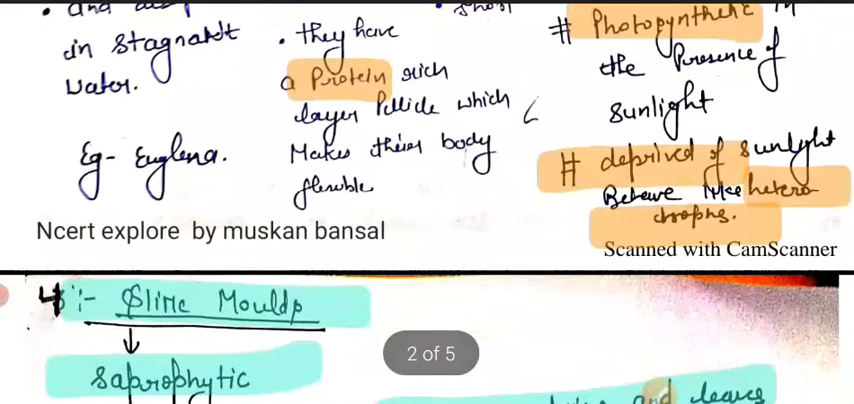 • and
in stagnant
water.
Eg- Euglena.
• they have
a Protein rich
layer Pellicle which
Makes their body
flexible
# Photosynthetic in
the Presence of
sunlight
# deprived of sunlight
Behave like hetero
trophs.
Ncert explore by muskan bansal
Scanned with CamScanner
4:- Slime Moulds
↓
Saprophytic
2 of 5
and leaves